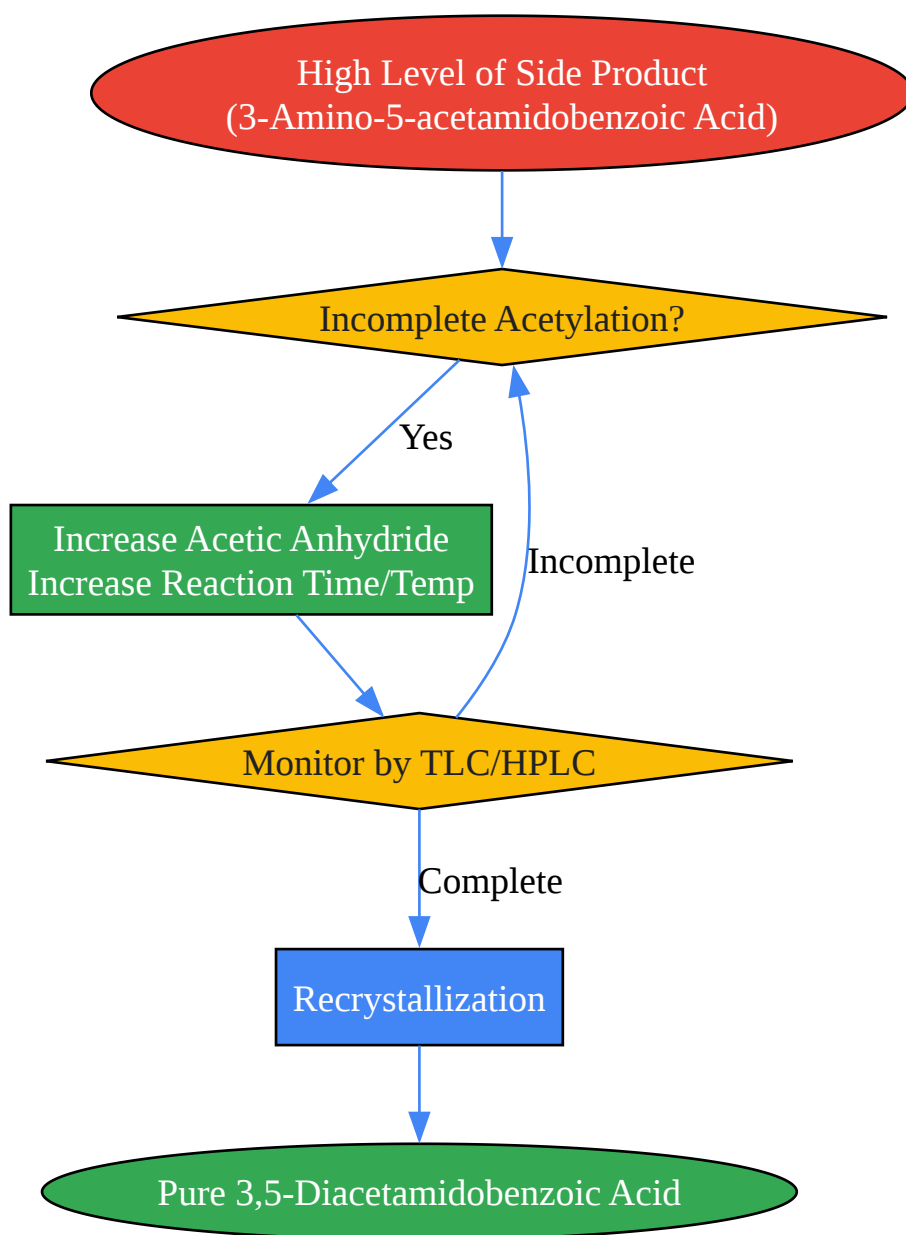 High Level of Side Product
(3-Amino-5-acetamidobenzoic Acid)
Incomplete Acetylation?
Yes
Increase Acetic Anhydride
Increase Reaction Time/Temp
Incomplete
Monitor by TLC/HPLC
Complete
Recrystallization
Pure 3,5-Diacetamidobenzoic Acid